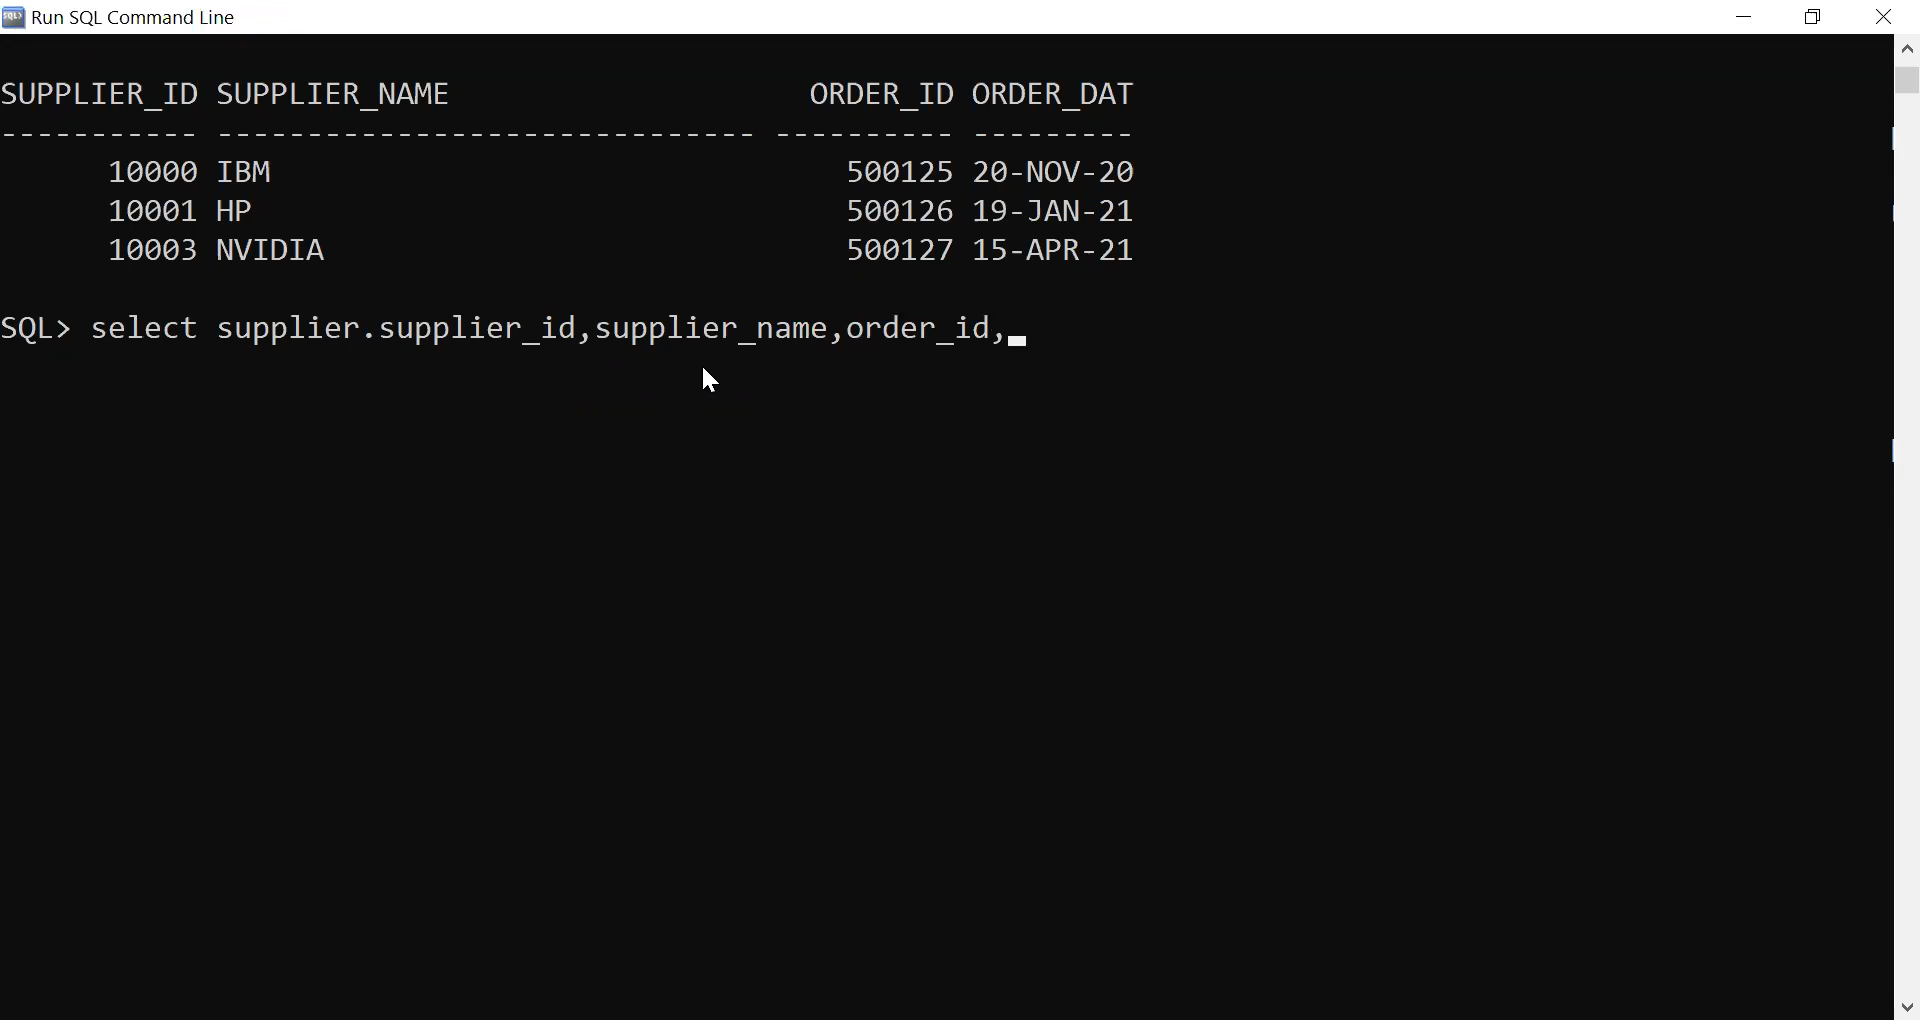 Run SQL Command Line
SUPPLIER_ID SUPPLIER_NAME                    ORDER_ID ORDER_DAT
----------- ------------------------------ ---------- ---------
      10000 IBM                                500125 20-NOV-20
      10001 HP                                 500126 19-JAN-21
      10003 NVIDIA                             500127 15-APR-21
SQL> select supplier.supplier_id,supplier_name,order_id,